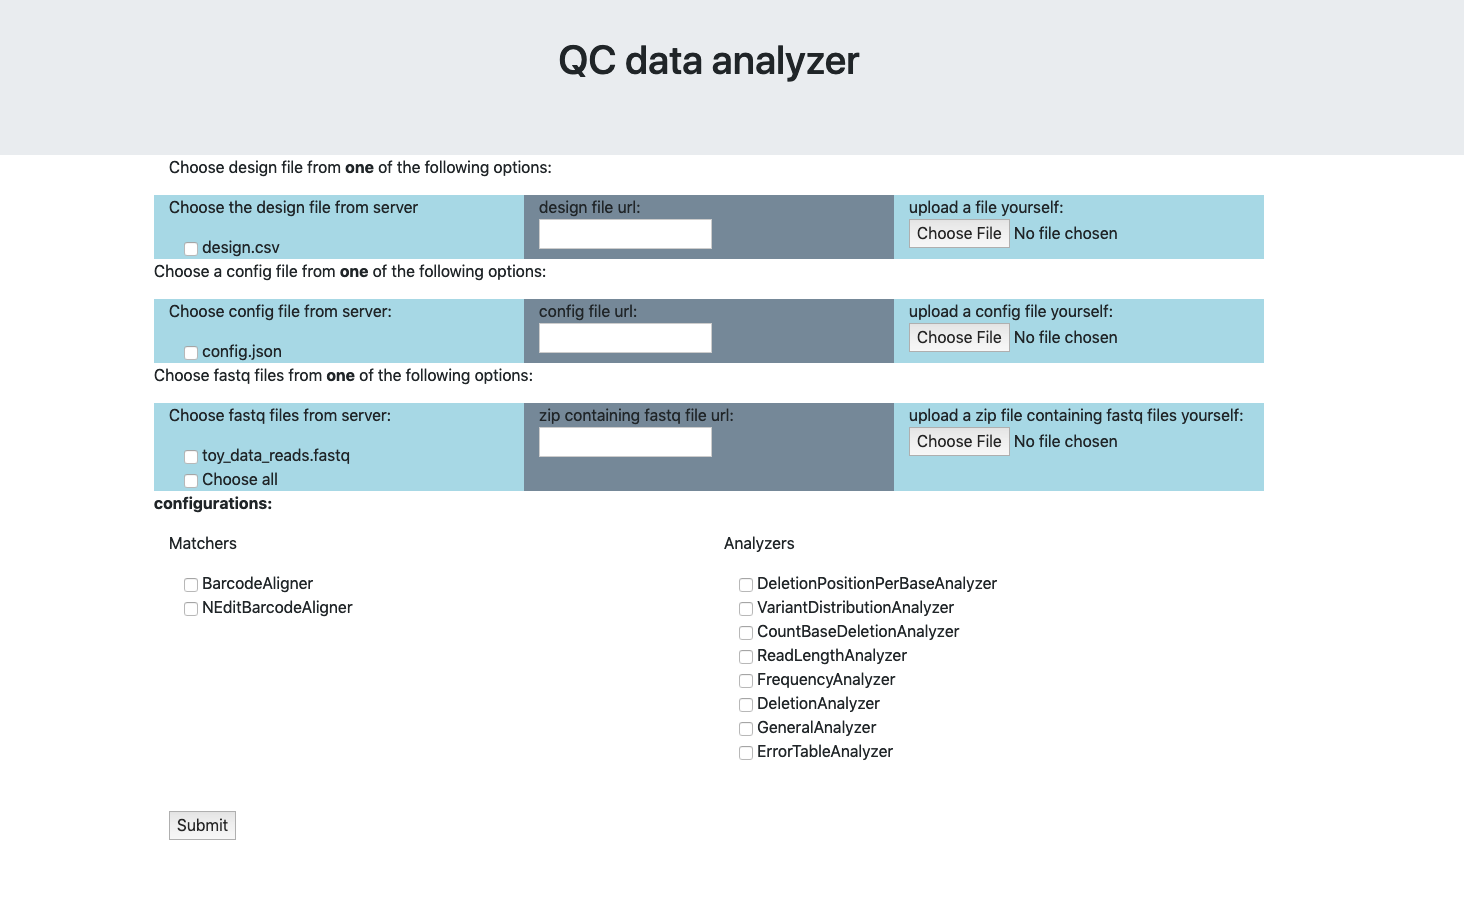 QC data analyzer
Choose design file from one of the following options:
Choose the design file from server
design.csv
design file url:
upload a file yourself:
Choose File No file chosen
Choose a config file from one of the following options:
Choose config file from server:
config.json
config file url:
upload a config file yourself:
Choose File No file chosen
Choose fastq files from one of the following options:
Choose fastq files from server:
toy_data_reads.fastq
Choose all
zip containing fastq file url:
upload a zip file containing fastq files yourself:
Choose File No file chosen
configurations:
Matchers
BarcodeAligner
NEditBarcodeAligner
Analyzers
DeletionPositionPerBaseAnalyzer
VariantDistributionAnalyzer
CountBaseDeletionAnalyzer
ReadLengthAnalyzer
FrequencyAnalyzer
DeletionAnalyzer
GeneralAnalyzer
ErrorTableAnalyzer
Submit